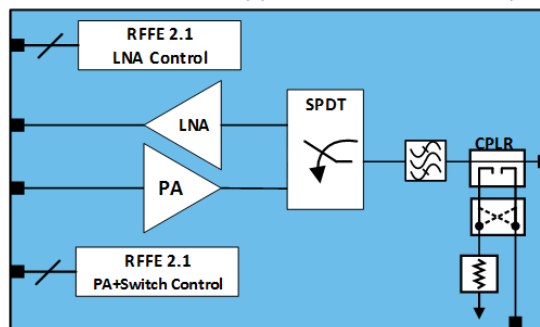 RFFE 2.1
LNA Control
LNA
SPDT
CPLR
PA
RFFE 2.1
PA+Switch Control